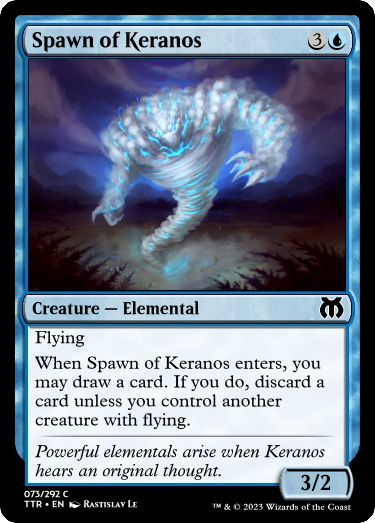 Spawn of Keranos 3
Creature — Elemental
Flying
When Spawn of Keranos enters, you
may draw a card. If you do, discard a
card unless you control another
creature with flying.
Powerful elementals arise when Keranos
hears an original thought.
3/2
073/292 C
TTR • EN Rastislav Le
™ & © 2023 Wizards of the Coast